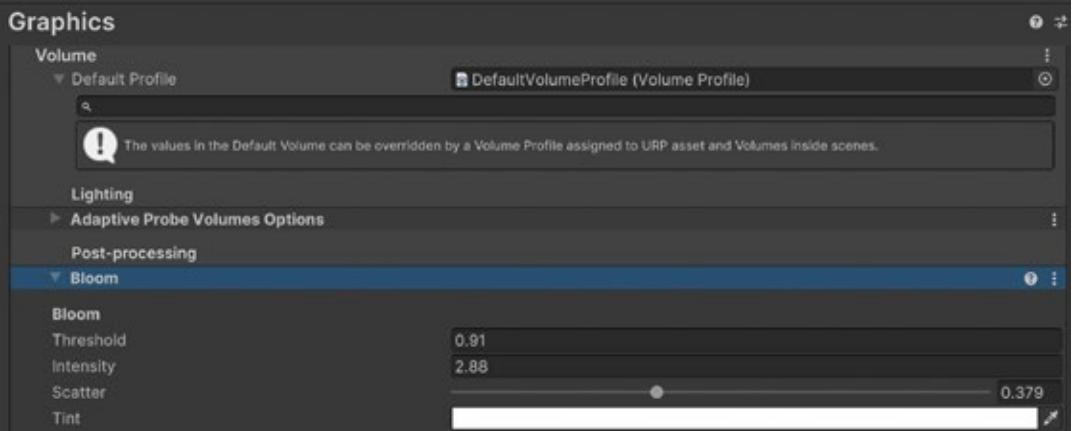 Graphics
Volume
Default Profile DefaultVolumeProfile (Volume Profile)
The values in the Default Volume can be overridden by a Volume Profile assigned to URP asset and Volumes inside scenes.
Lighting
Adaptive Probe Volumes Options
Post-processing
Bloom
Bloom
Threshold 0.91
Intensity 2.88
Scatter 0.379
Tint